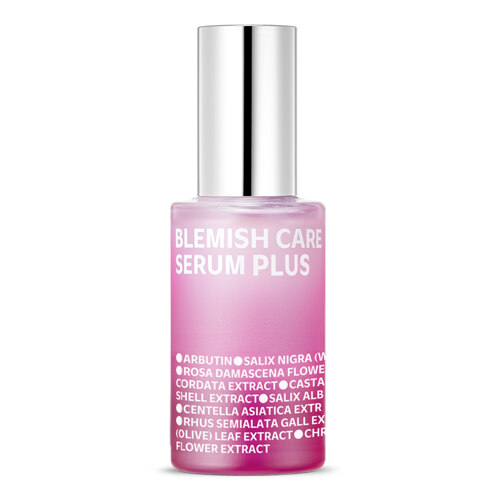 BLEMISH CARE
SERUM PLUS
●ARBUTIN●SALIX NIGRA (W
●ROSA DAMASCENA FLOWE
CORDATA EXTRACT●CASTA
SHELL EXTRACT●SALIX ALB
●CENTELLA ASIATICA EXTR
●RHUS SEMIALATA GALL EX
(OLIVE) LEAF EXTRACT●CHR
FLOWER EXTRACT